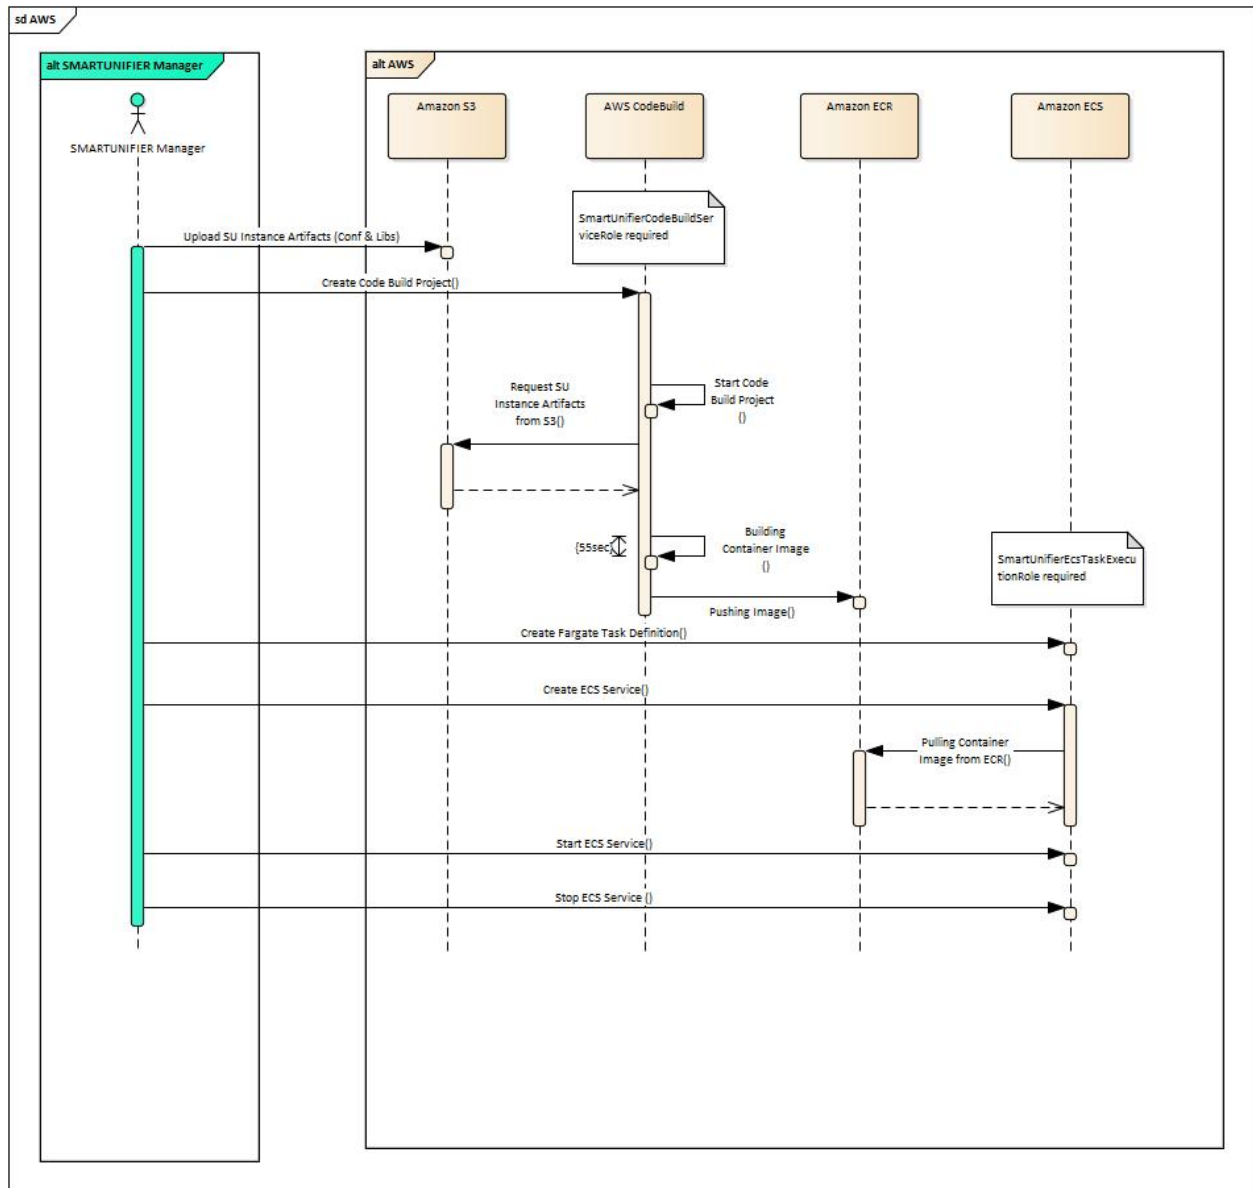 sd AWS
alt SMARTUNIFIER Manager
alt AWS
SMARTUNIFIER Manager
Amazon S3
AWS CodeBuild
Amazon ECR
Amazon ECS
SmartUnifierCodeBuildSer
viceRole required
Upload SU Instance Artifacts (Conf & Libs)
Create Code Build Project()
Start Code
Build Project
()
Request SU
Instance Artifacts
from S3()
{55sec}
Building
Container Image
()
SmartUnifierEcsTaskExecu
tionRole required
Pushing Image()
Create Fargate Task Definition()
Create ECS Service()
Pulling Container
Image from ECR()
Start ECS Service()
Stop ECS Service ()